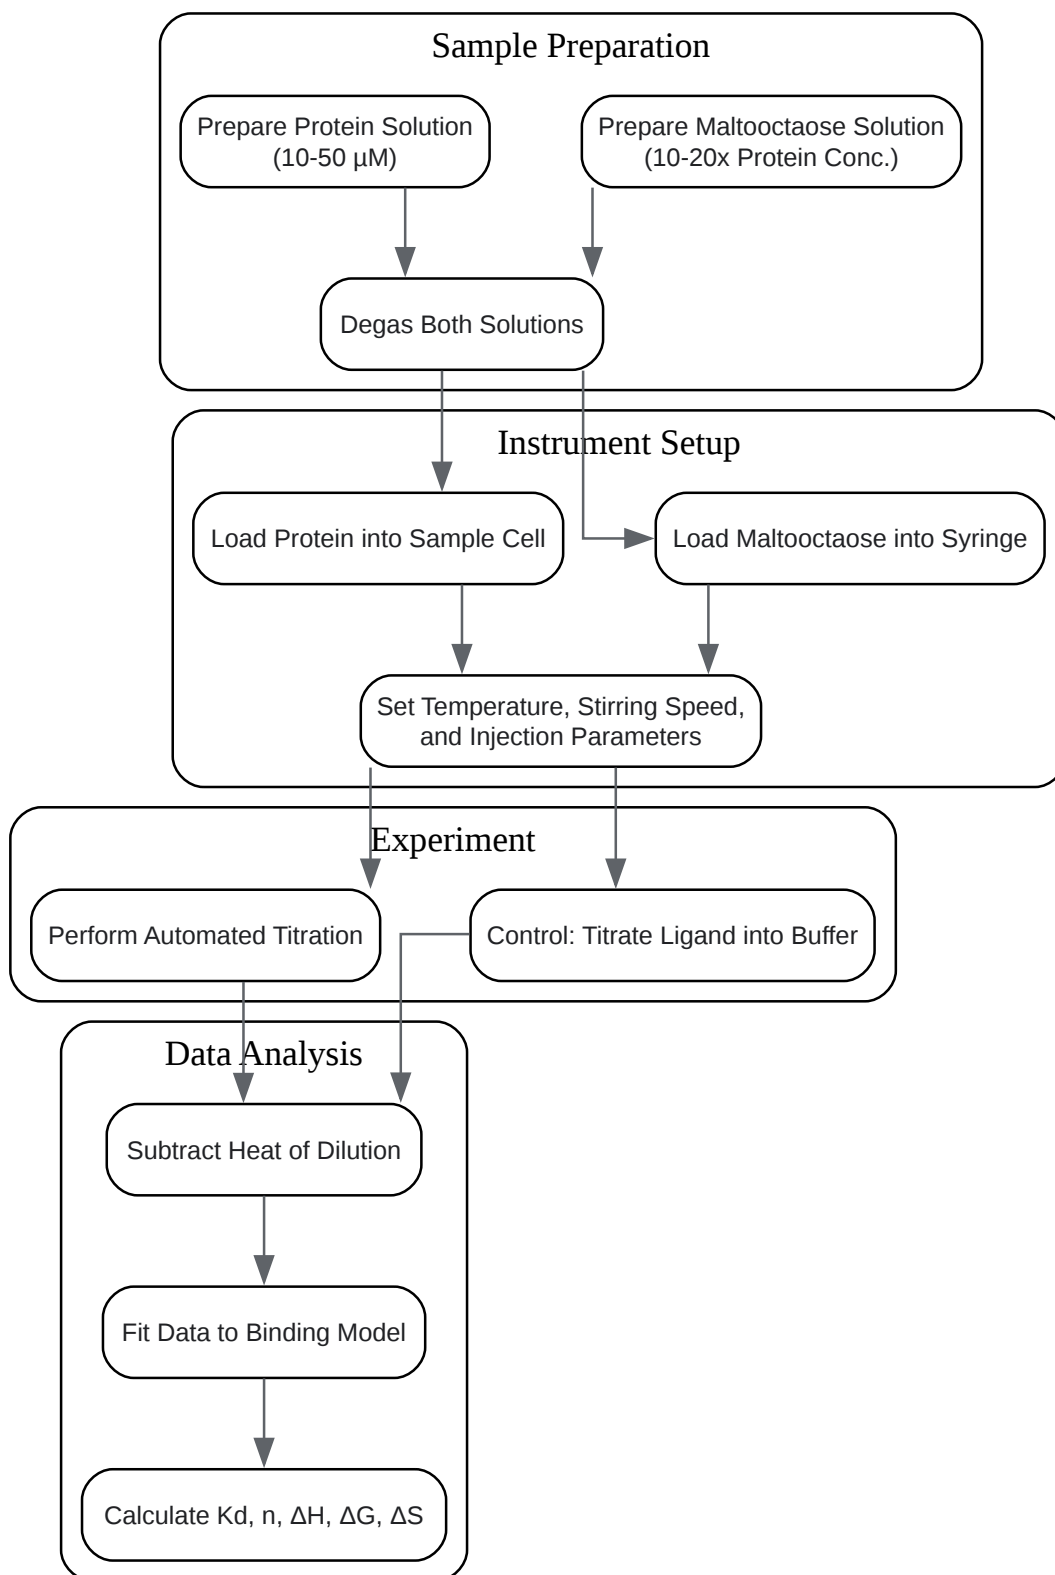 Sample Preparation
Prepare Protein Solution
(10-50 µM)
Prepare Maltooctaose Solution
(10-20x Protein Conc.)
Degas Both Solutions
Instrument Setup
Load Protein into Sample Cell
Load Maltooctaose into Syringe
Set Temperature, Stirring Speed,
and Injection Parameters
Experiment
Perform Automated Titration
Control: Titrate Ligand into Buffer
Data Analysis
Subtract Heat of Dilution
Fit Data to Binding Model
Calculate Kd, n, ΔH, ΔG, ΔS